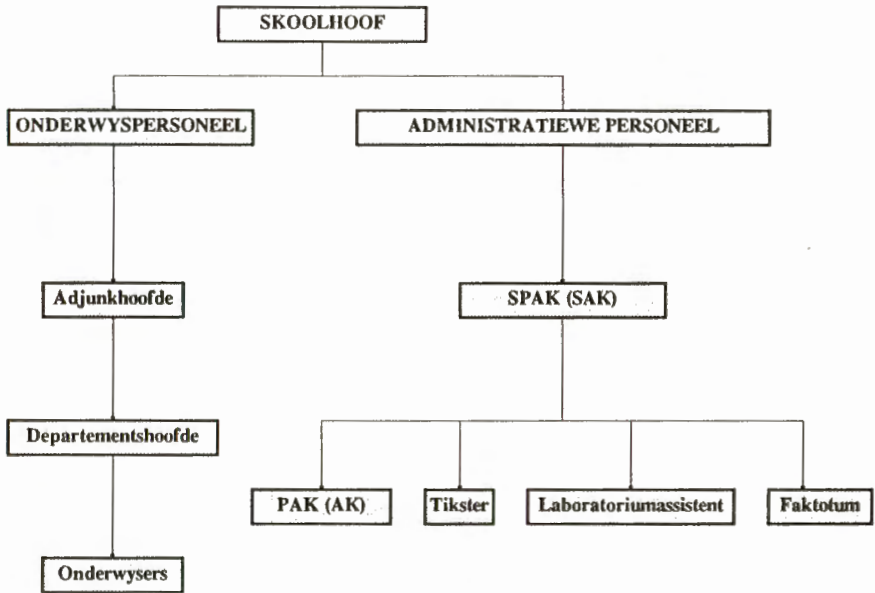 SKOOLHOOF
ONDERWYSPERSONEEL
ADMINISTRATIEWE PERSONEEL
Adjunkhoofde
SPAK (SAK)
Departementshoofde
PAK (AK)
Tikster
Laboratoriumassistent
Faktotum
Onderwysers